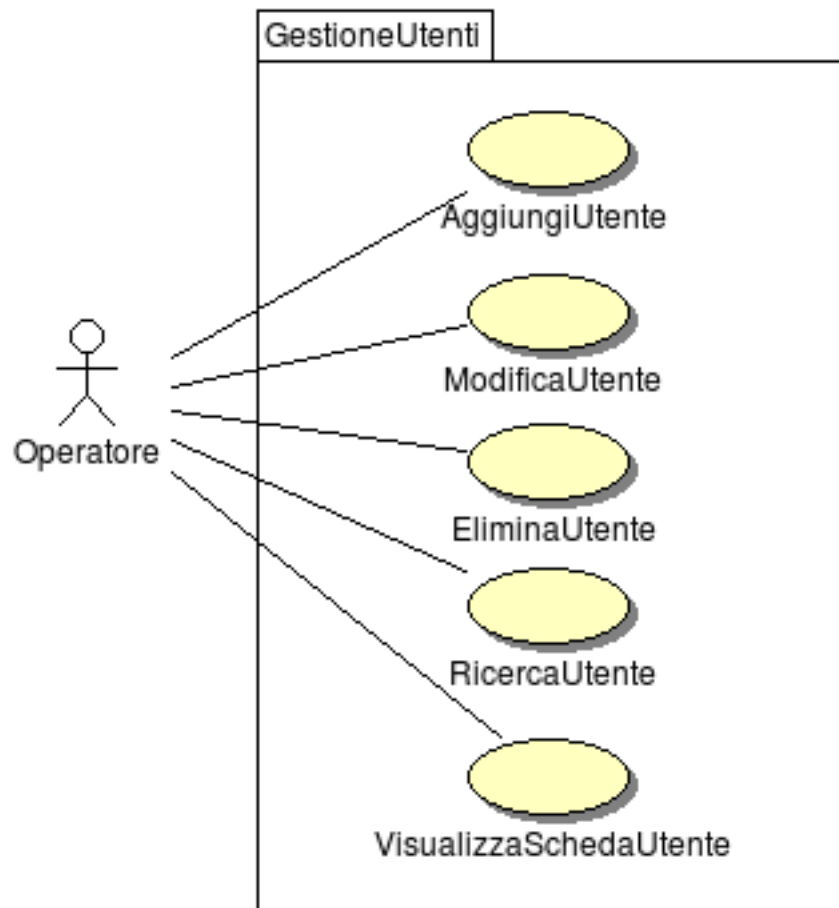 GestioneUtenti
AggiungiUtente
ModificaUtente
Operatore
EliminaUtente
RicercaUtente
VisualizzaSchedaUtente